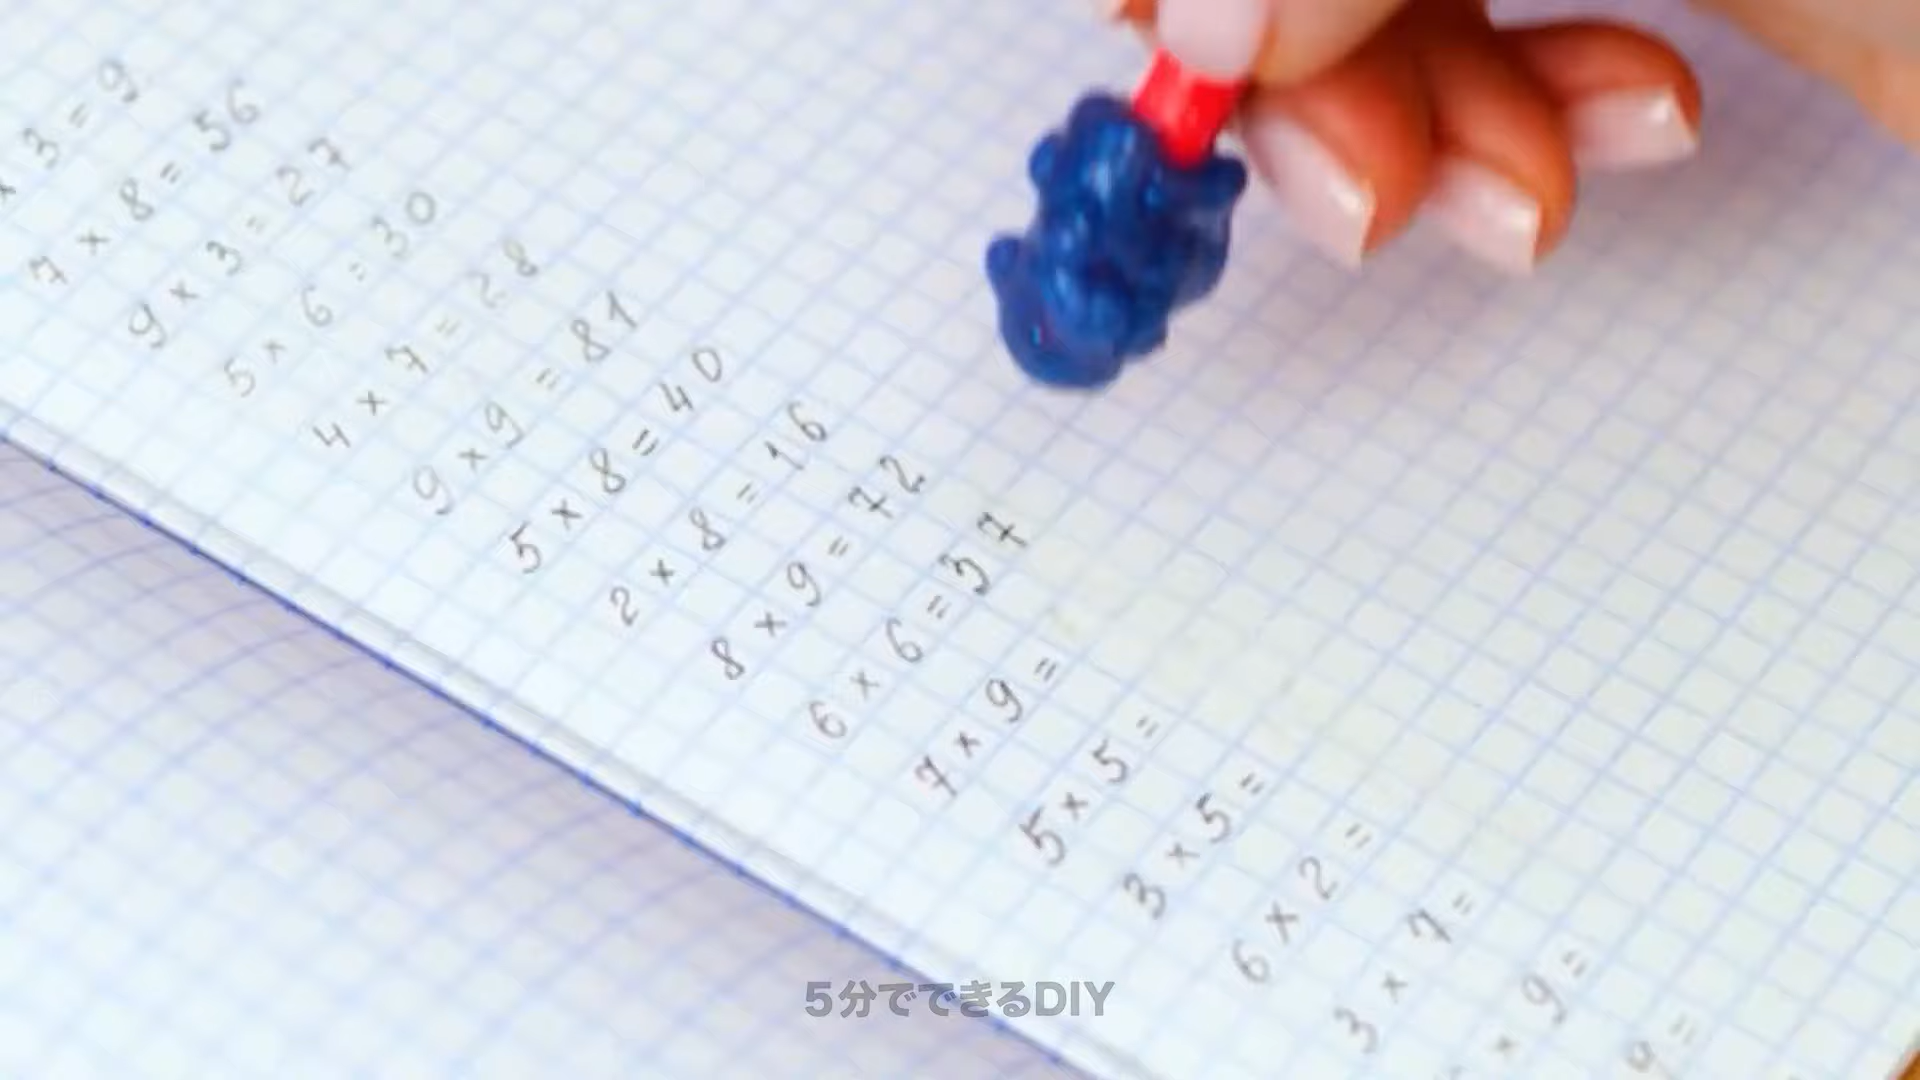 x 3 = 9
7 x 8 = 56
9 x 3 = 27
5 x 6 = 30
4 x 7 = 28
9 x 9 = 81
5 x 8 = 40
2 x 8 = 16
8 x 9 = 72
6 x 6 = 37
7 x 9 =
5 x 5 =
3 x 5 =
6 x 2 =
3 x 7 =
x 9 =
9 =
5分でできるDIY